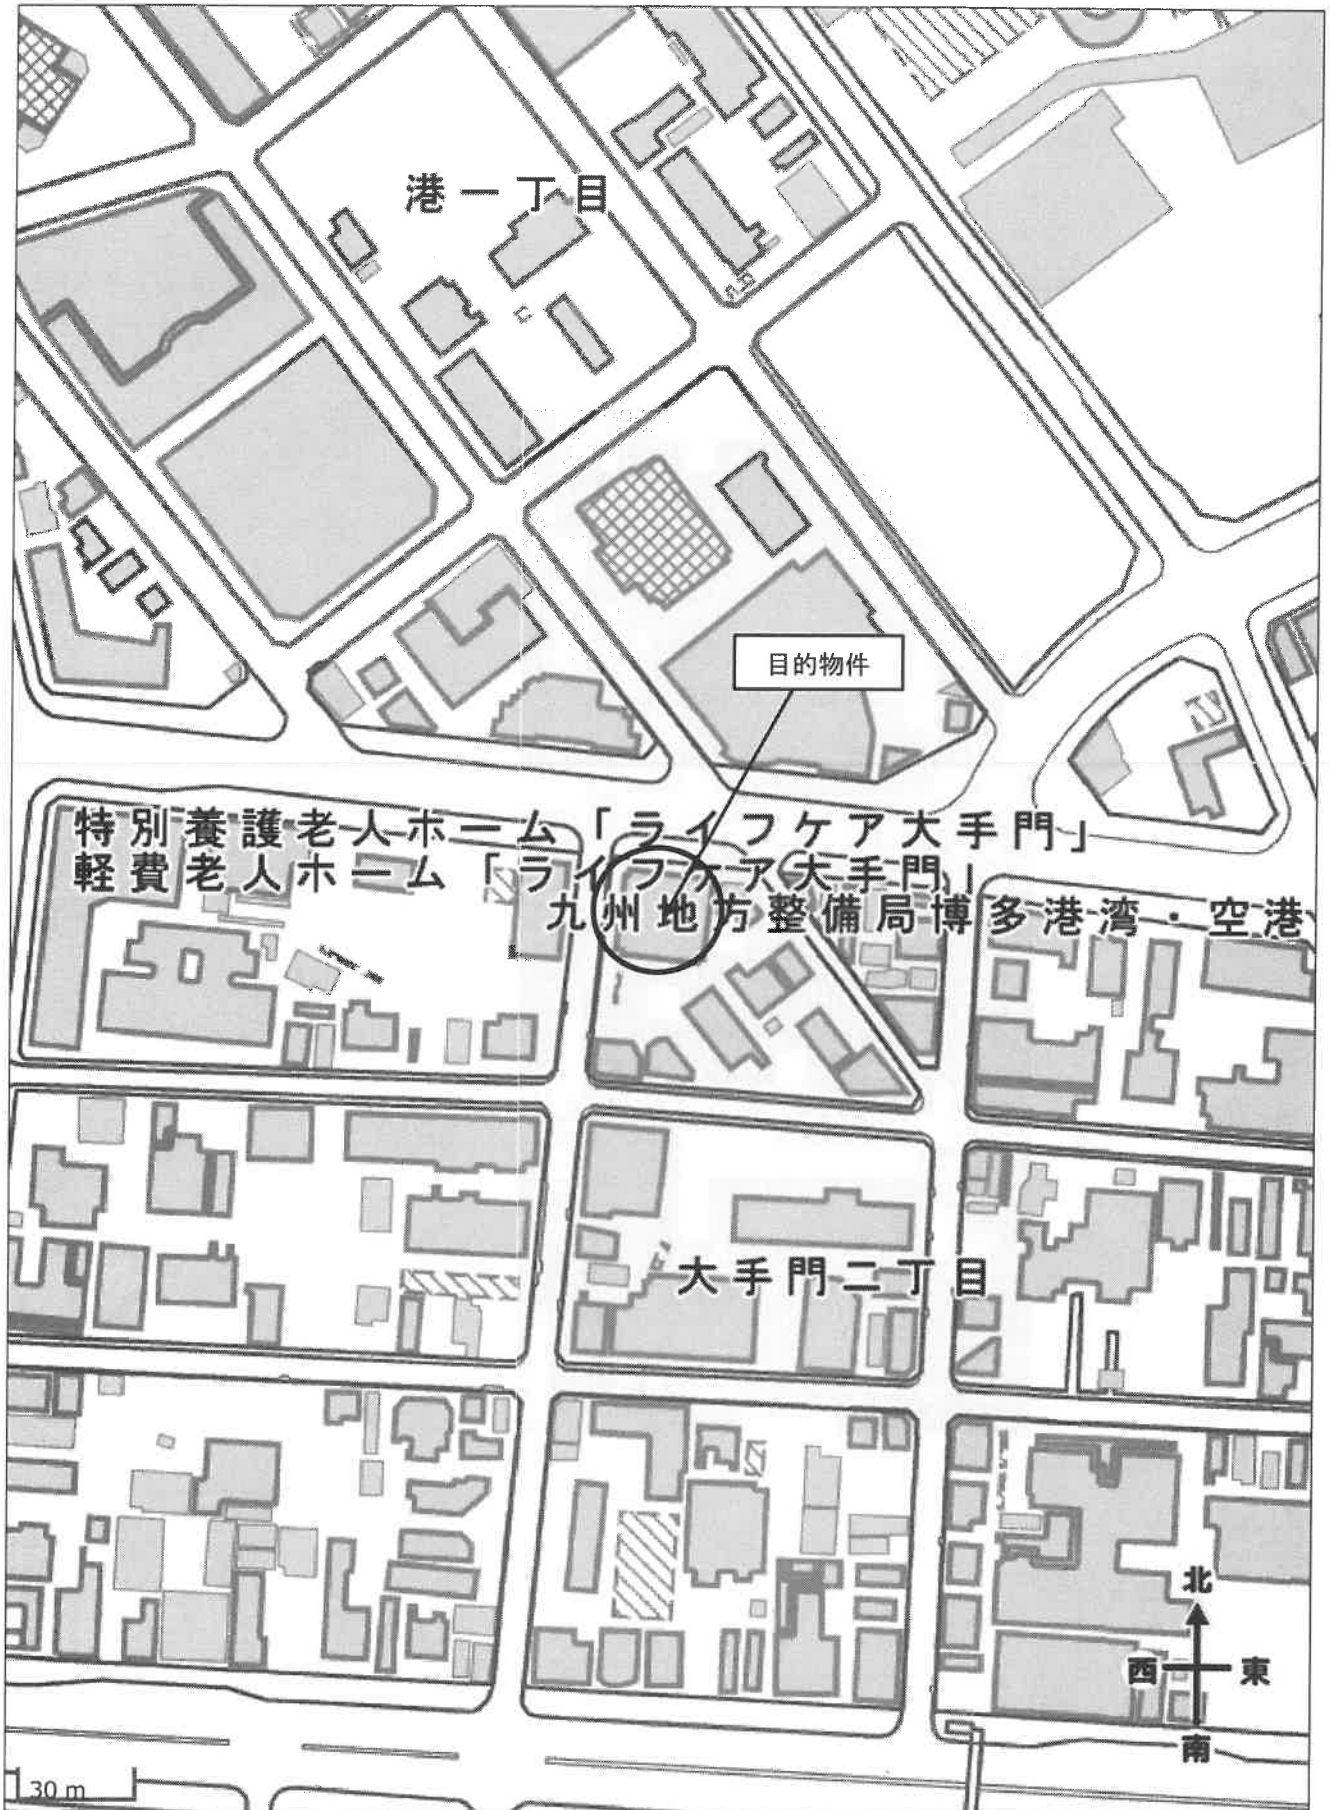 港一丁目
目的物件
特別養護老人ホーム「ライフケア大手門」
軽費老人ホーム「ライフケア大手門」
九州地方整備局博多港湾・空港
大手門二丁目
北
西 東
南
30 m